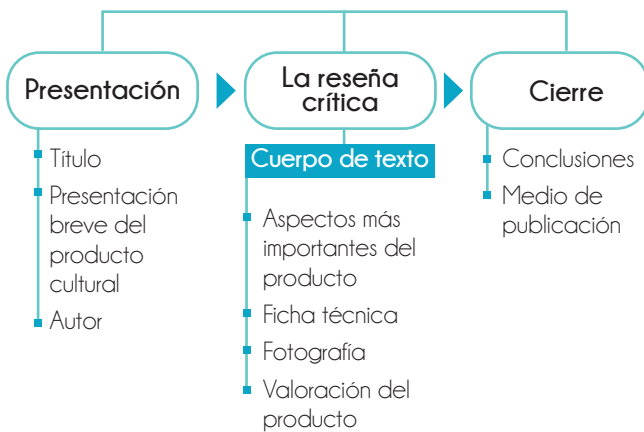 Presentación
Título
Presentación
breve del
producto
cultural
Autor
La reseña
crítica
Cuerpo de texto
Aspectos más
importantes del
producto
Ficha técnica
Fotografía
Valoración del
producto
Cierre
Conclusiones
Medio de
publicación